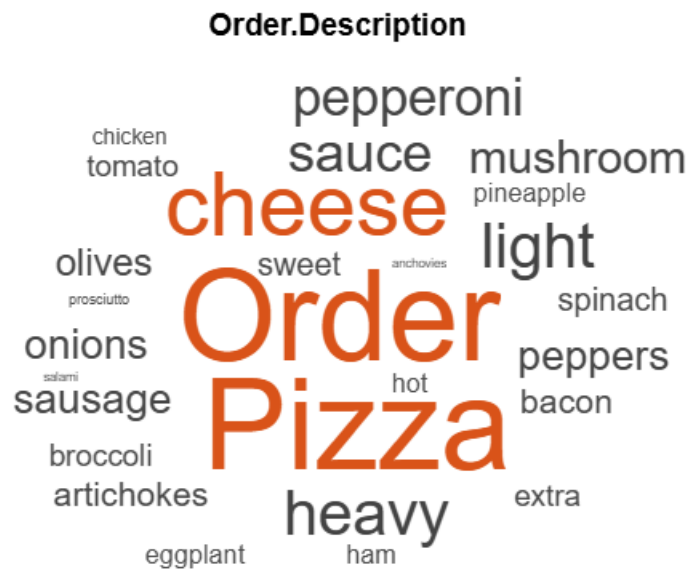 Order.Description
pepperoni
chicken
sauce
mushroom
tomato
cheese
pineapple
light
olives
sweet
anchovies
Order
prosciutto
spinach
onions
peppers
salami
hot
sausage
Pizza
bacon
broccoli
artichokes
heavy
extra
eggplant
ham